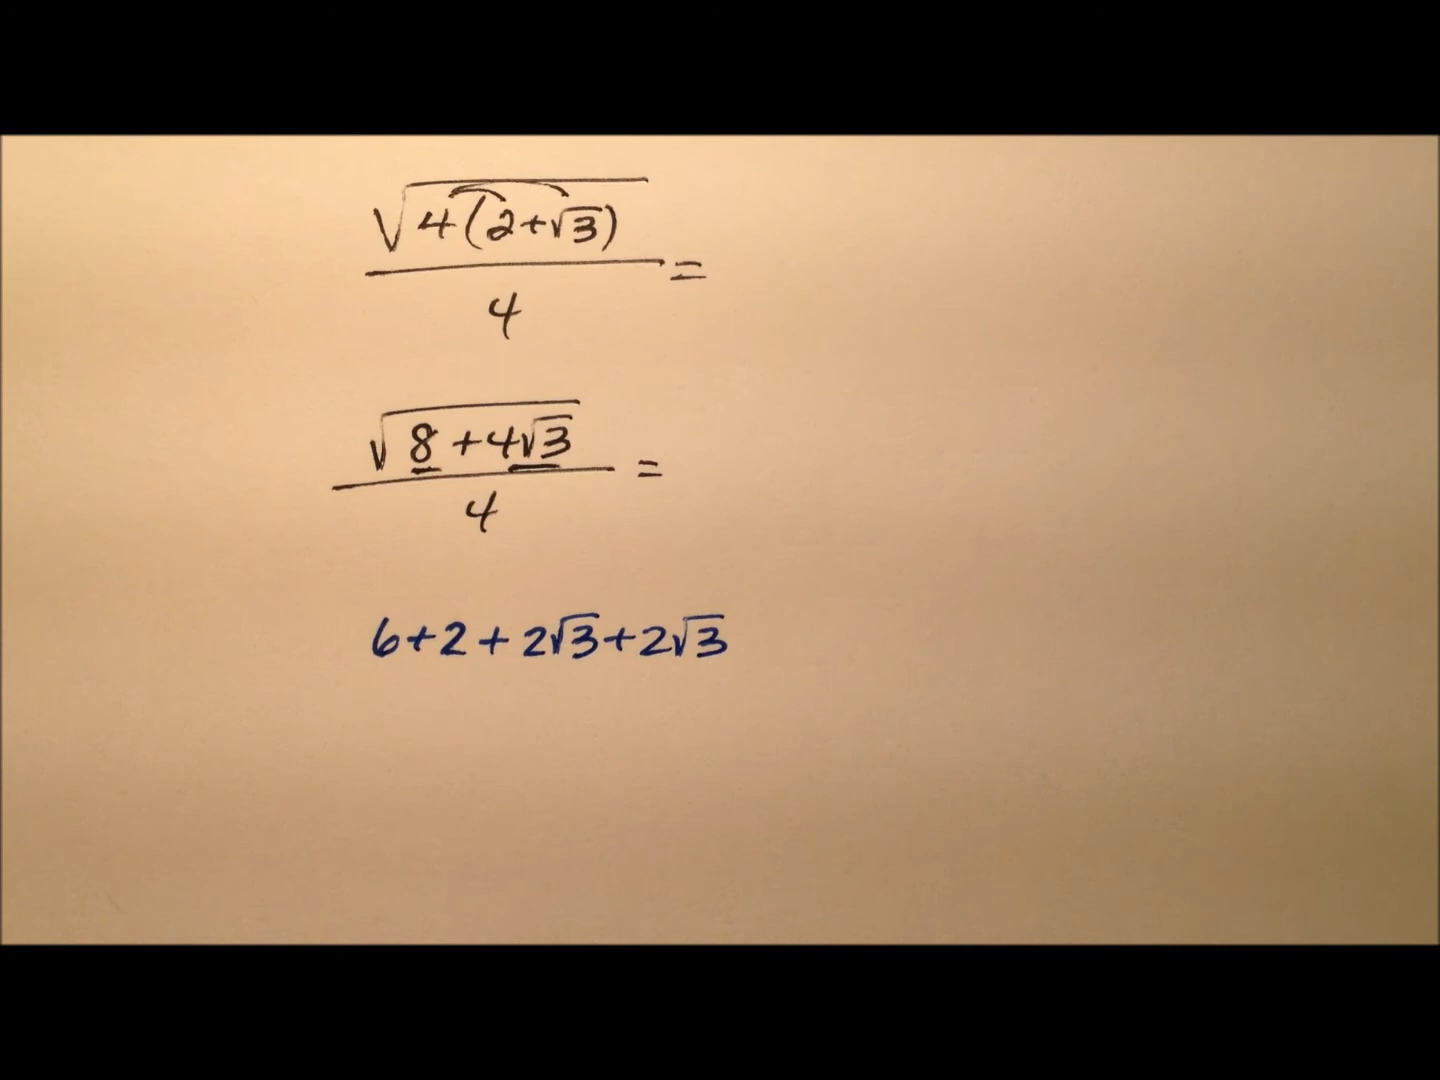 √(4(2+√3))/4 =
√(8+4√3)/4 =
6+2+2√3+2√3